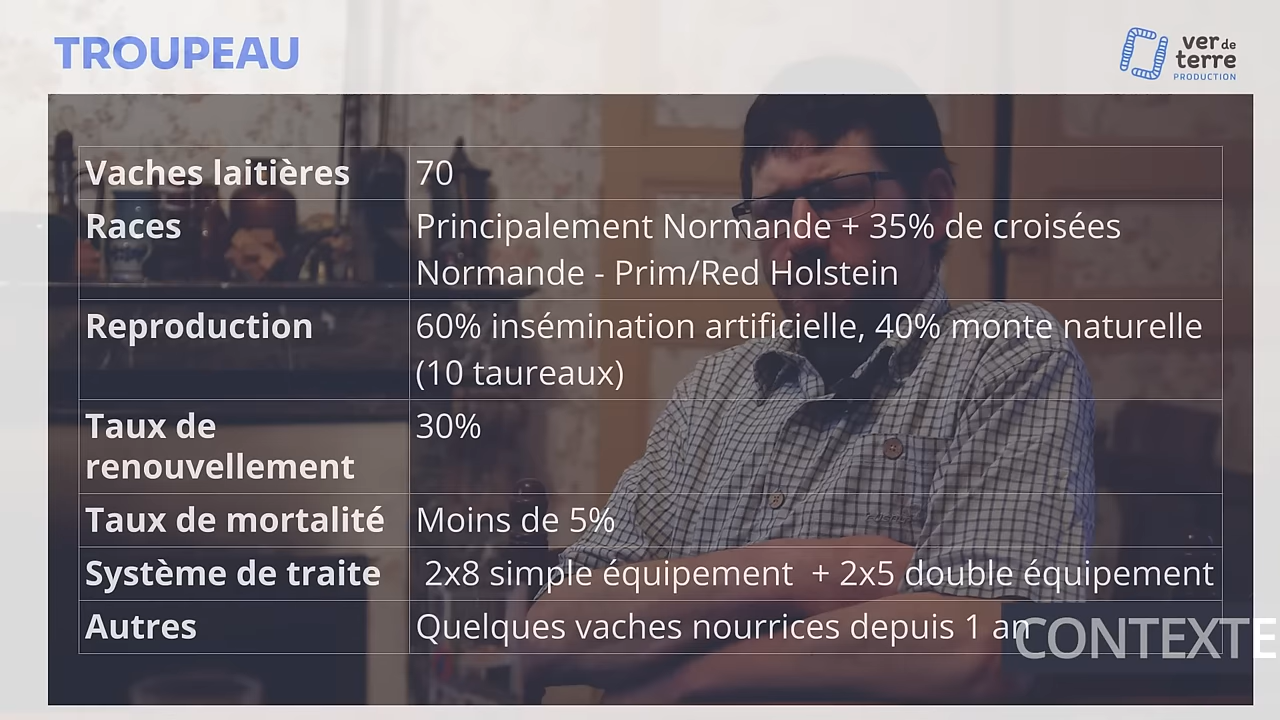 TROUPEAU
ver de
terre
PRODUCTION
Vaches laitières 70
Races Principalement Normande + 35% de croisées
Normande - Prim/Red Holstein
Reproduction 60% insémination artificielle, 40% monte naturelle
(10 taureaux)
Taux de 30%
renouvellement
Taux de mortalité Moins de 5%
Système de traite 2x8 simple équipement + 2x5 double équipement
Autres Quelques vaches nourrices depuis 1 an
CONTEXTE